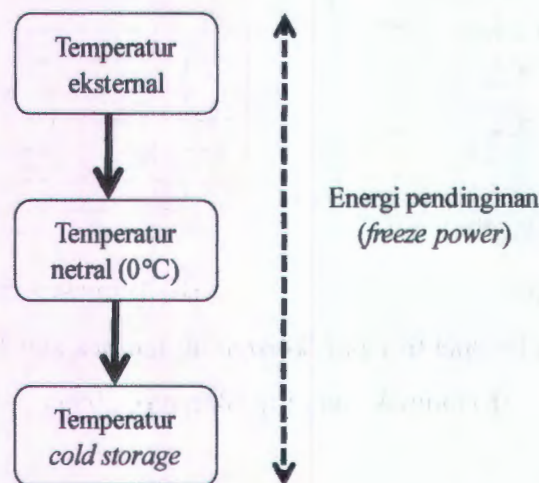 Temperatur
eksternal
Temperatur
netral (0°C)
Energi pendinginan
(freeze power)
Temperatur
cold storage